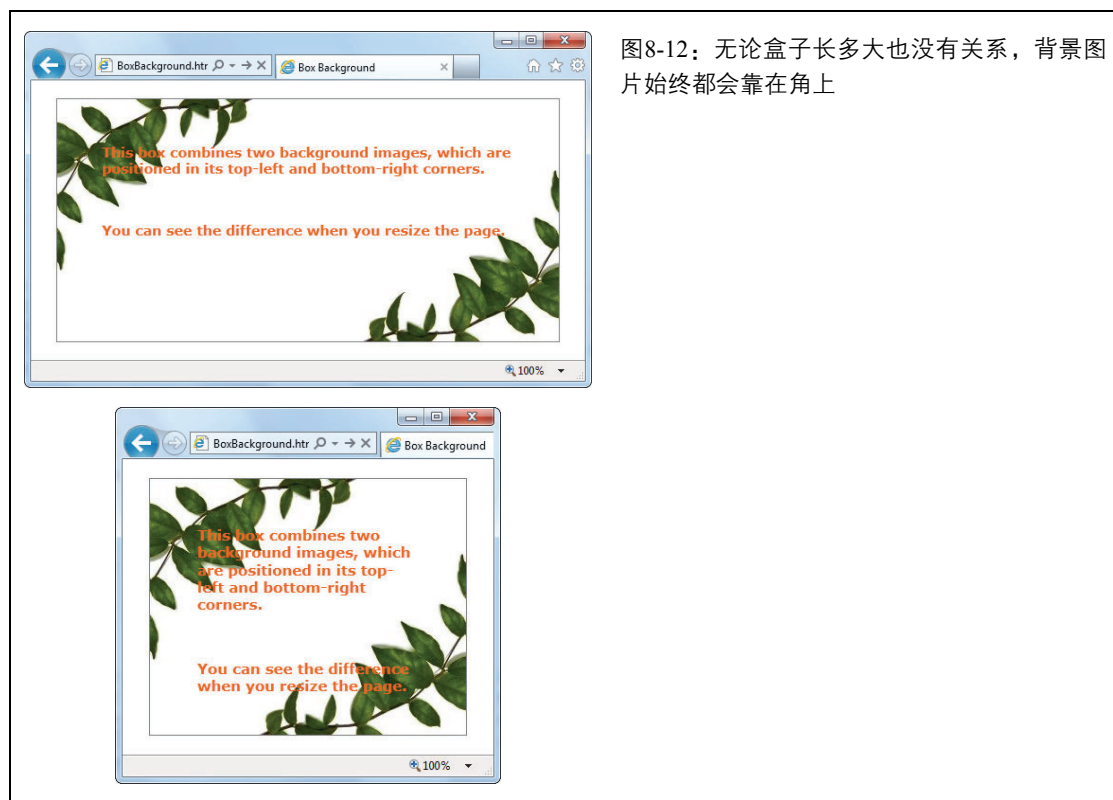 图8-12：无论盒子长多大也没有关系，背景图
片始终都会靠在角上
BoxBackground.htr
Box Background
This box combines two background images, which are
positioned in its top-left and bottom-right corners.
You can see the difference when you resize the page.
100%
BoxBackground.htr
Box Background
This box combines two
background images, which
are positioned in its top-
left and bottom-right
corners.
You can see the difference
when you resize the page.
100%